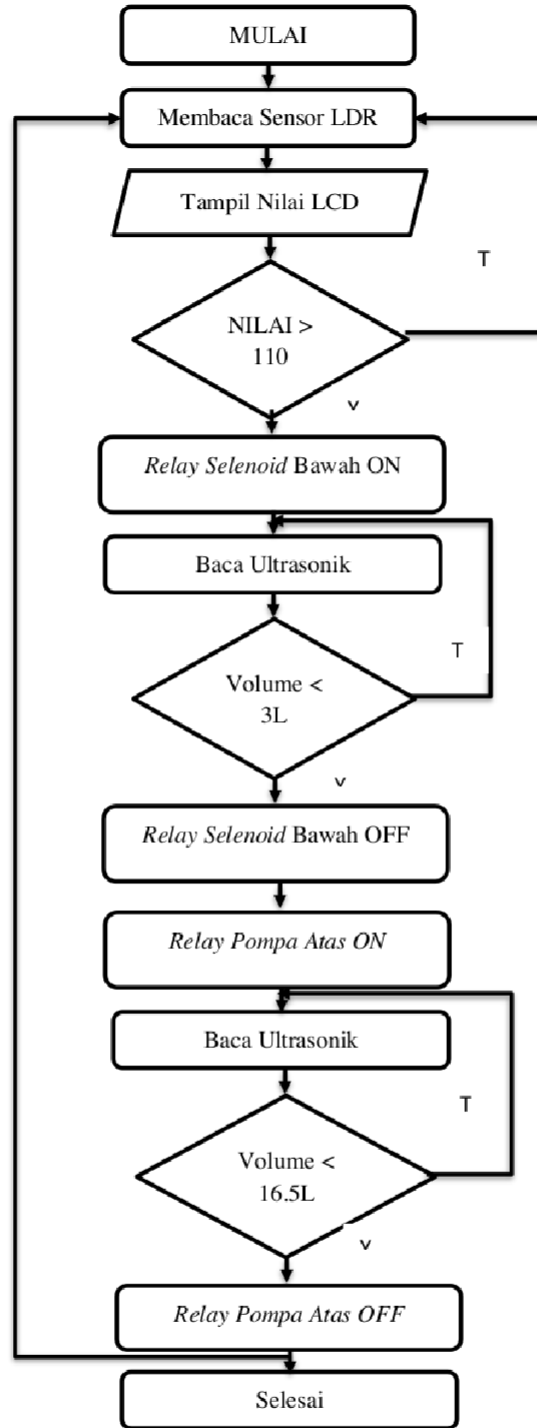 MULAI
Membaca Sensor LDR
Tampil Nilai LCD
T
NILAI >
110
v
Relay Selenoid Bawah ON
Baca Ultrasonik
T
Volume <
3L
v
Relay Selenoid Bawah OFF
Relay Pompa Atas ON
Baca Ultrasonik
T
Volume <
16.5L
v
Relay Pompa Atas OFF
Selesai